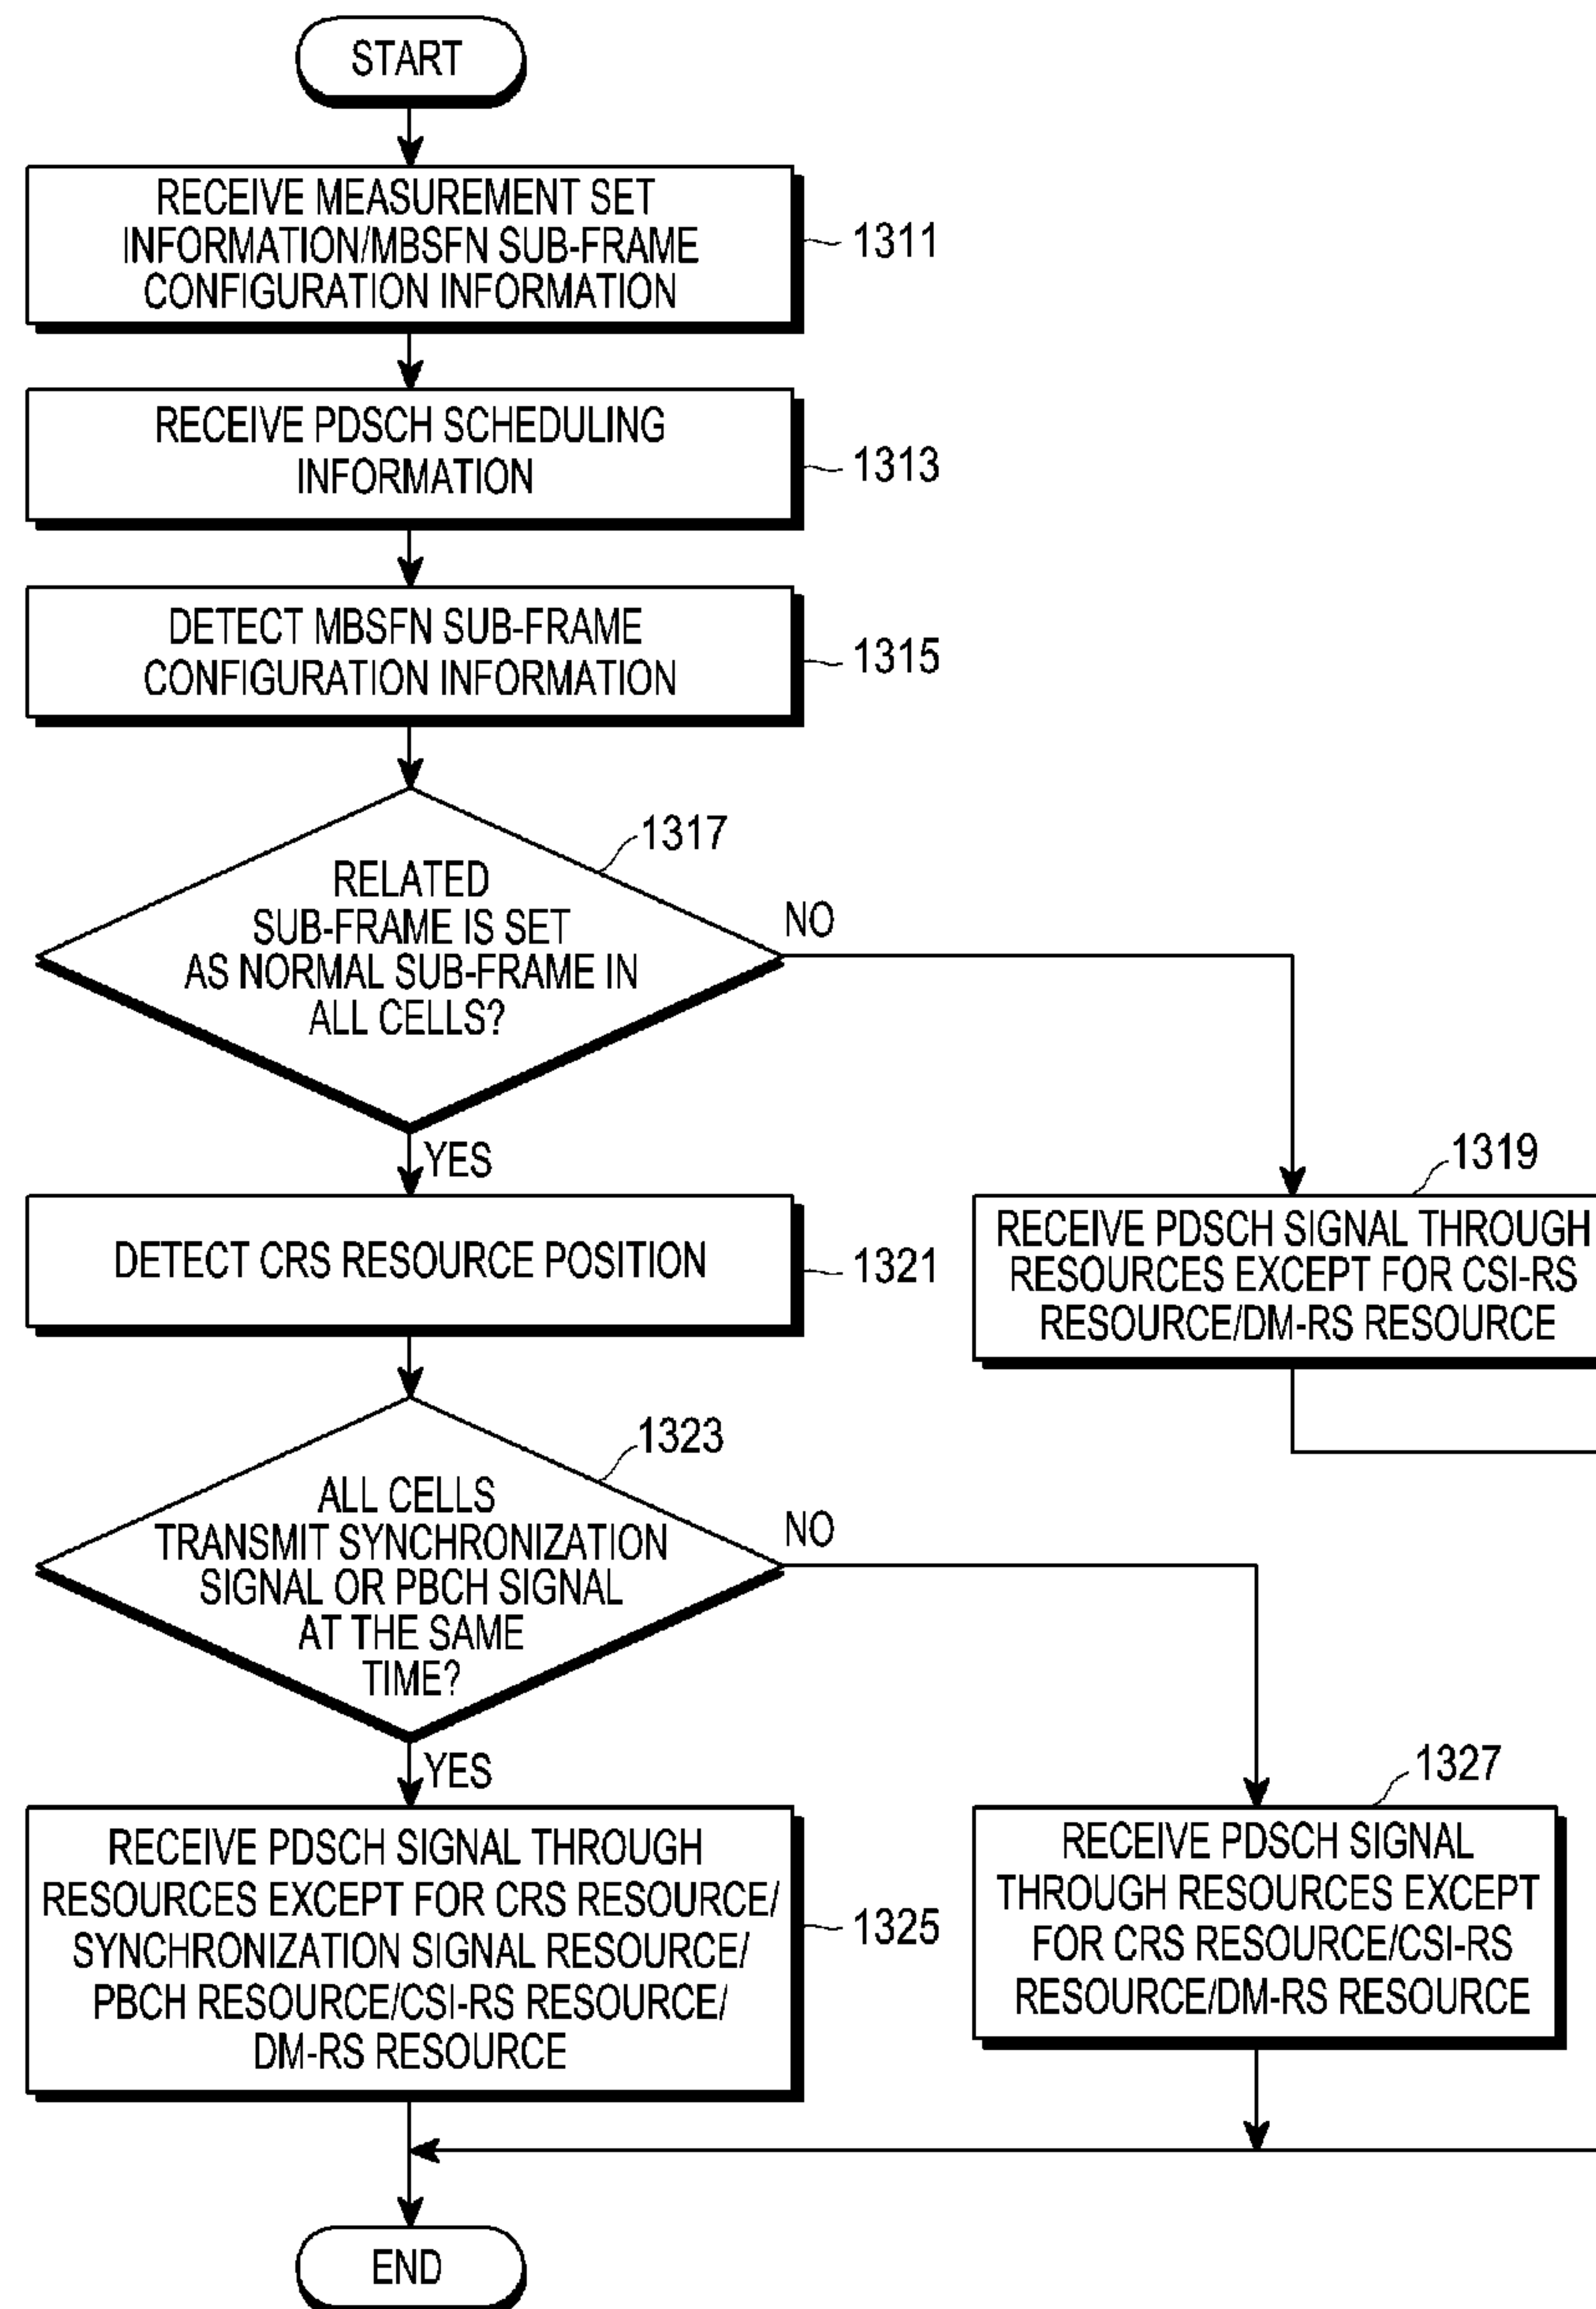 START
RECEIVE MEASUREMENT SET
INFORMATION/MBSFN SUB-FRAME
CONFIGURATION INFORMATION
1311
RECEIVE PDSCH SCHEDULING
INFORMATION
1313
DETECT MBSFN SUB-FRAME
CONFIGURATION INFORMATION
1315
1317
RELATED
SUB-FRAME IS SET
AS NORMAL SUB-FRAME IN
ALL CELLS?
NO
YES
1319
RECEIVE PDSCH SIGNAL THROUGH
RESOURCES EXCEPT FOR CSI-RS
RESOURCE/DM-RS RESOURCE
DETECT CRS RESOURCE POSITION
1321
1323
ALL CELLS
TRANSMIT SYNCHRONIZATION
SIGNAL OR PBCH SIGNAL
AT THE SAME
TIME?
NO
YES
RECEIVE PDSCH SIGNAL THROUGH
RESOURCES EXCEPT FOR CRS RESOURCE/
SYNCHRONIZATION SIGNAL RESOURCE/
PBCH RESOURCE/CSI-RS RESOURCE/
DM-RS RESOURCE
1325
1327
RECEIVE PDSCH SIGNAL
THROUGH RESOURCES EXCEPT
FOR CRS RESOURCE/CSI-RS
RESOURCE/DM-RS RESOURCE
END